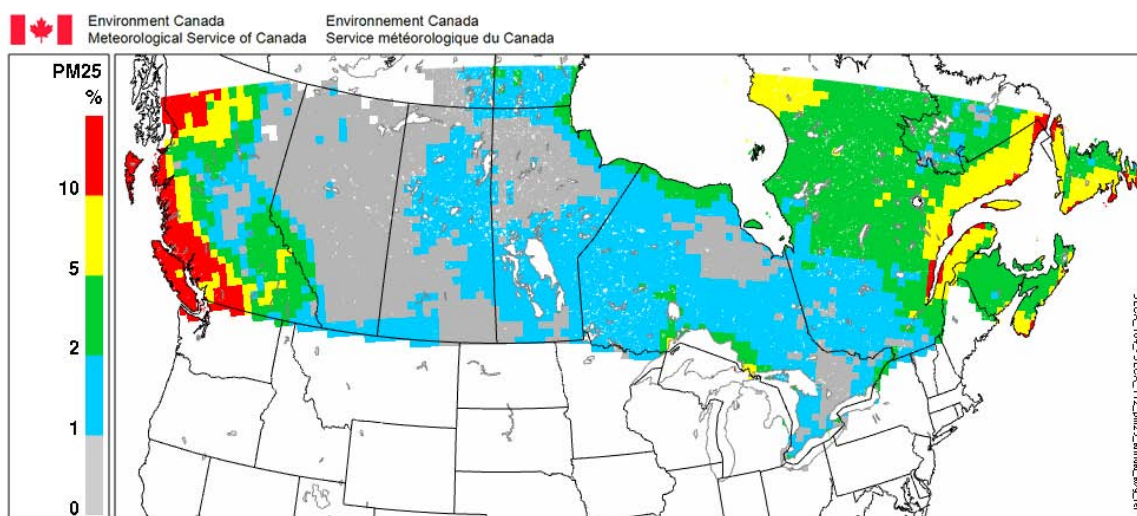 Environment Canada
Meteorological Service of Canada
Environnement Canada
Service météorologique du Canada
PM25
%
10
5
2
1
0